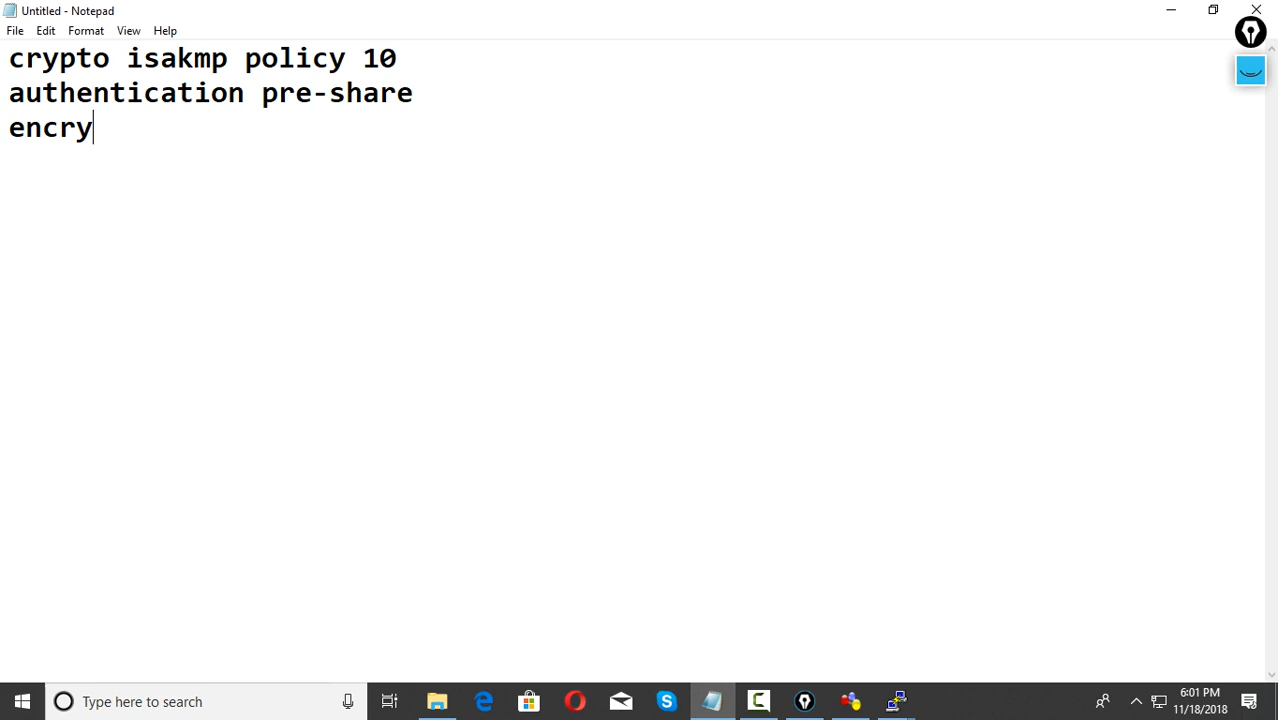 Untitled - Notepad
File Edit Format View Help
crypto isakmp policy 10
authentication pre-share
encry
Type here to search
6:01 PM
11/18/2018